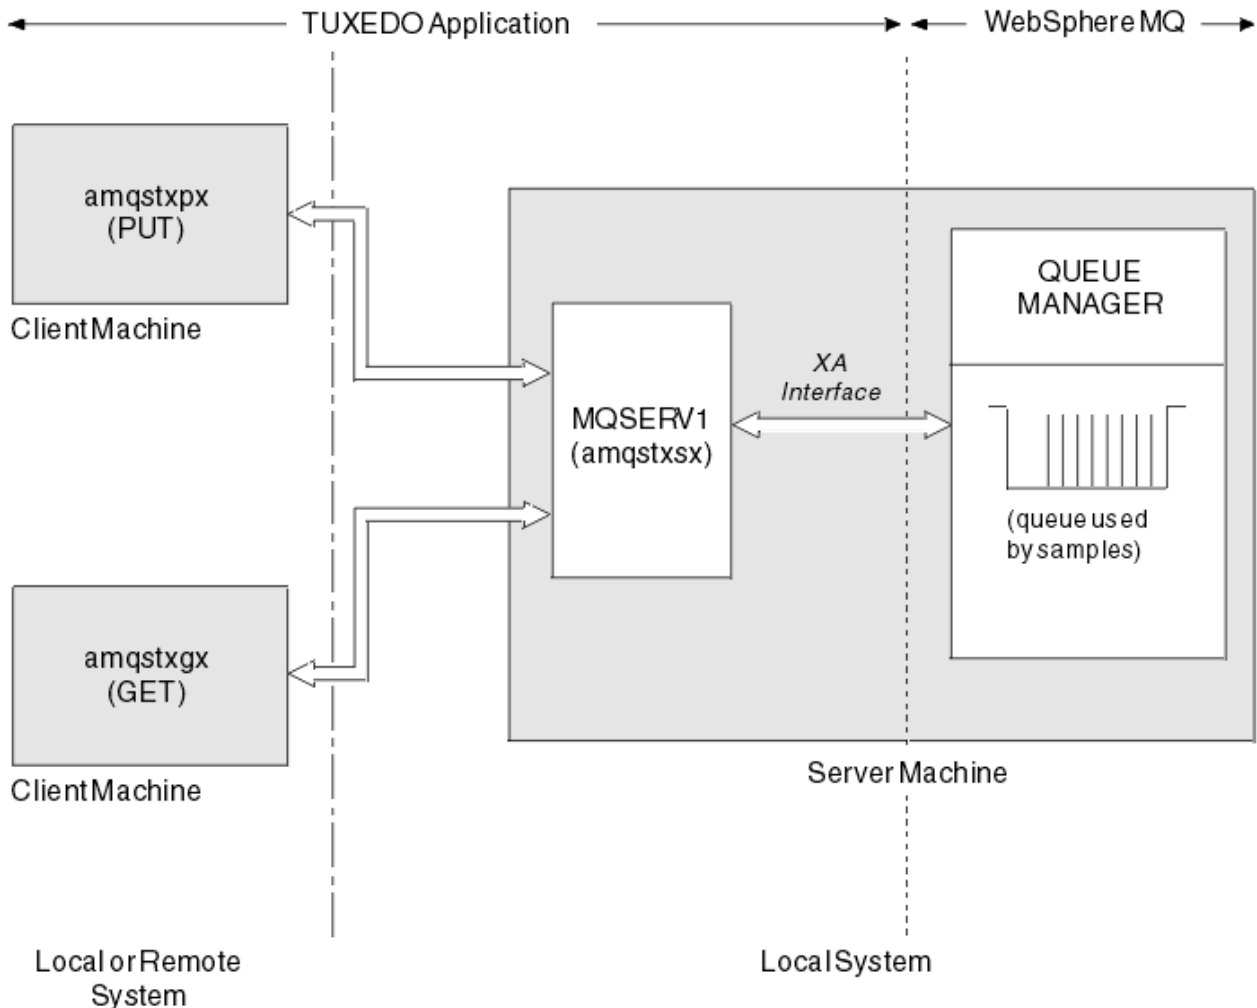 TUXEDO Application
WebSphere MQ
amqstxpx
(PUT)
Client Machine
QUEUE
MANAGER
XA
Interface
MQSERV1
(amqstxsx)
(queue used
by samples)
amqstxgx
(GET)
Client Machine
Server Machine
Local or Remote
System
Local System